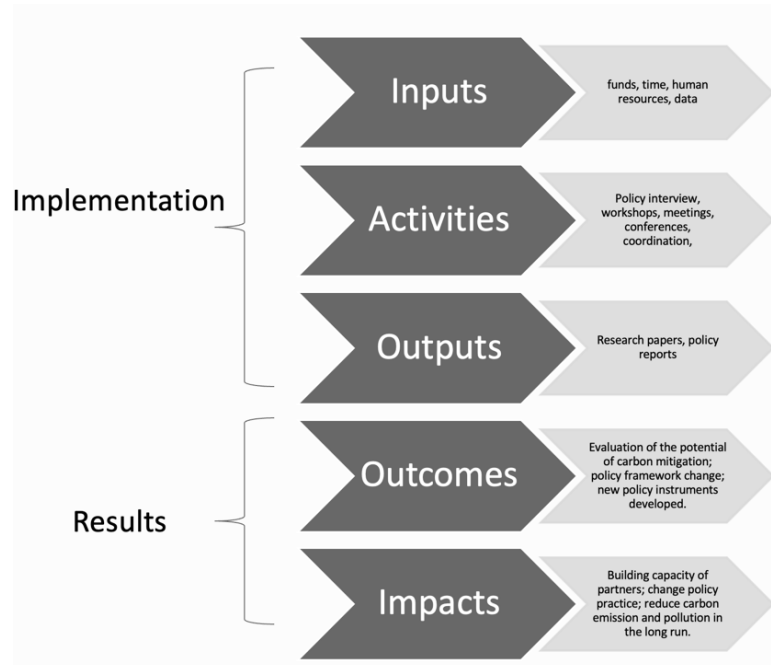 Implementation
Inputs
funds, time, human
resources, data
Activities
Policy interview,
workshops, meetings,
conferences,
coordination,
Outputs
Research papers, policy
reports
Results
Outcomes
Evaluation of the potential
of carbon mitigation;
policy framework change;
new policy instruments
developed.
Impacts
Building capacity of
partners; change policy
practice; reduce carbon
emission and pollution in
the long run.